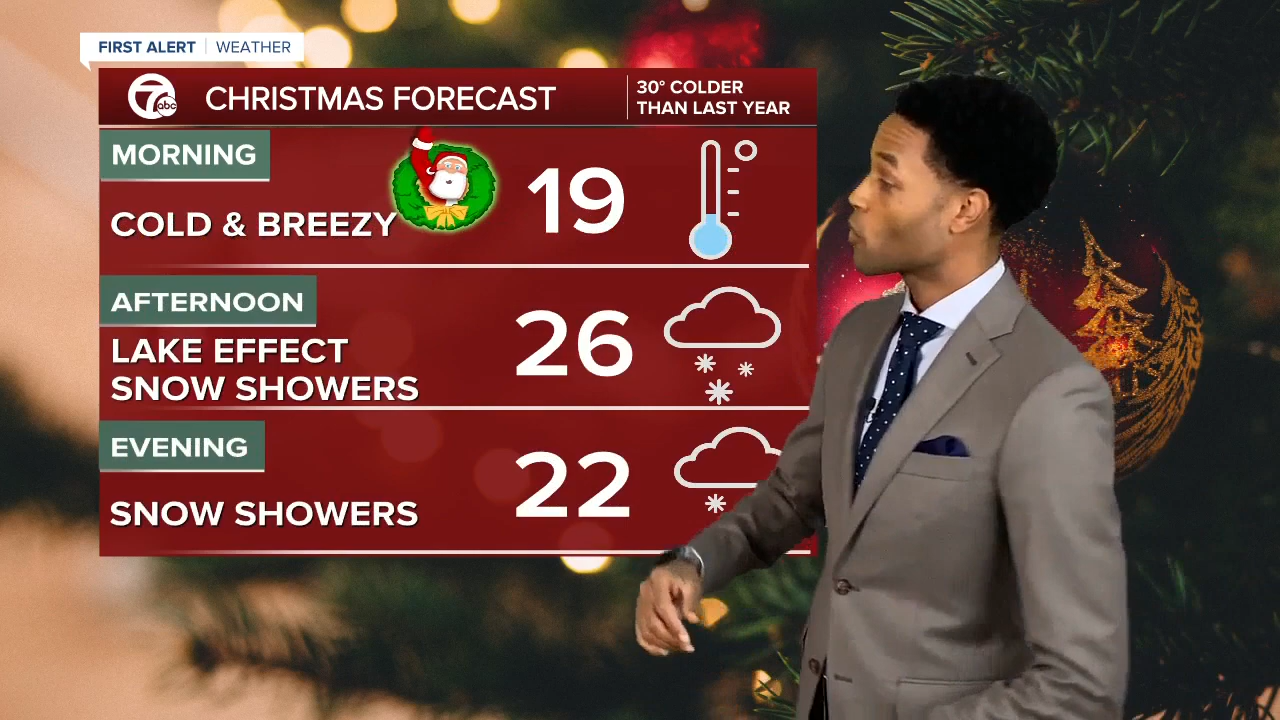 FIRST ALERT | WEATHER
7 abc
CHRISTMAS FORECAST
30° COLDER
THAN LAST YEAR
MORNING
COLD & BREEZY
19
AFTERNOON
LAKE EFFECT
SNOW SHOWERS
26
EVENING
SNOW SHOWERS
22